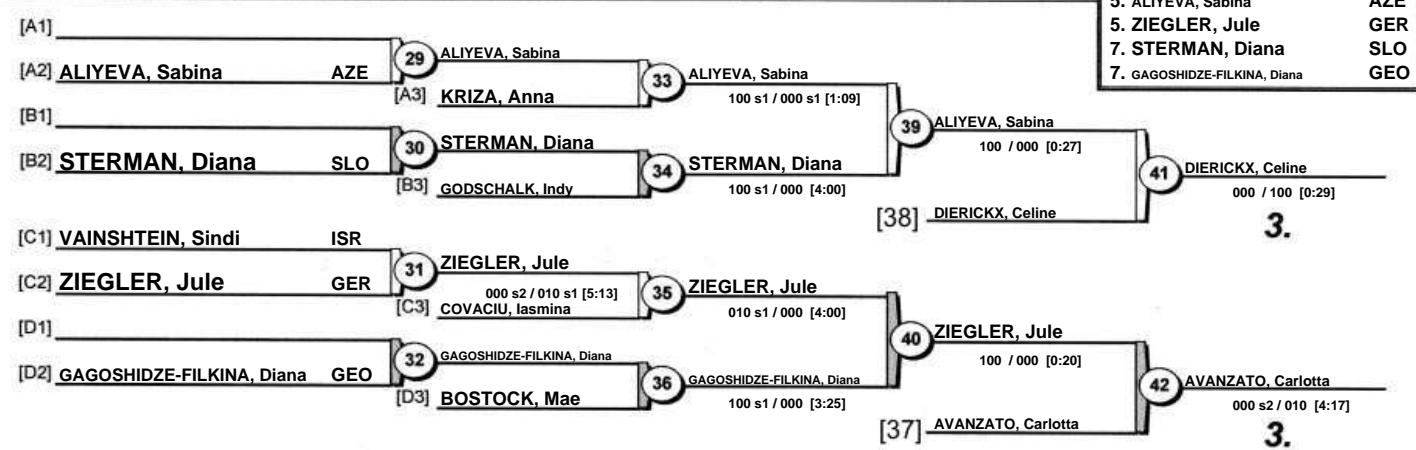 5. ALIYEVA, Sabina AZE
5. ZIEGLER, Jule GER
7. STERMAN, Diana SLO
7. GAGOSHIDZE-FILKINA, Diana GEO
[A1]
[A2] ALIYEVA, Sabina AZE
29
ALIYEVA, Sabina
[A3] KRIZA, Anna
33
ALIYEVA, Sabina
100 s1 / 000 s1 [1:09]
[B1]
[B2] STERMAN, Diana SLO
30
STERMAN, Diana
[B3] GODSCHALK, Indy
34
STERMAN, Diana
100 s1 / 000 [4:00]
39
ALIYEVA, Sabina
100 / 000 [0:27]
[38] DIERICKX, Celine
41
DIERICKX, Celine
000 / 100 [0:29]
3.
[C1] VAINSHTEIN, Sindi ISR
[C2] ZIEGLER, Jule GER
31
ZIEGLER, Jule
000 s2 / 010 s1 [5:13]
[C3] COVACIU, Iasmina
35
ZIEGLER, Jule
010 s1 / 000 [4:00]
[D1]
[D2] GAGOSHIDZE-FILKINA, Diana GEO
32
GAGOSHIDZE-FILKINA, Diana
[D3] BOSTOCK, Mae
36
GAGOSHIDZE-FILKINA, Diana
100 s1 / 000 [3:25]
40
ZIEGLER, Jule
100 / 000 [0:20]
[37] AVANZATO, Carlotta
42
AVANZATO, Carlotta
000 s2 / 010 [4:17]
3.